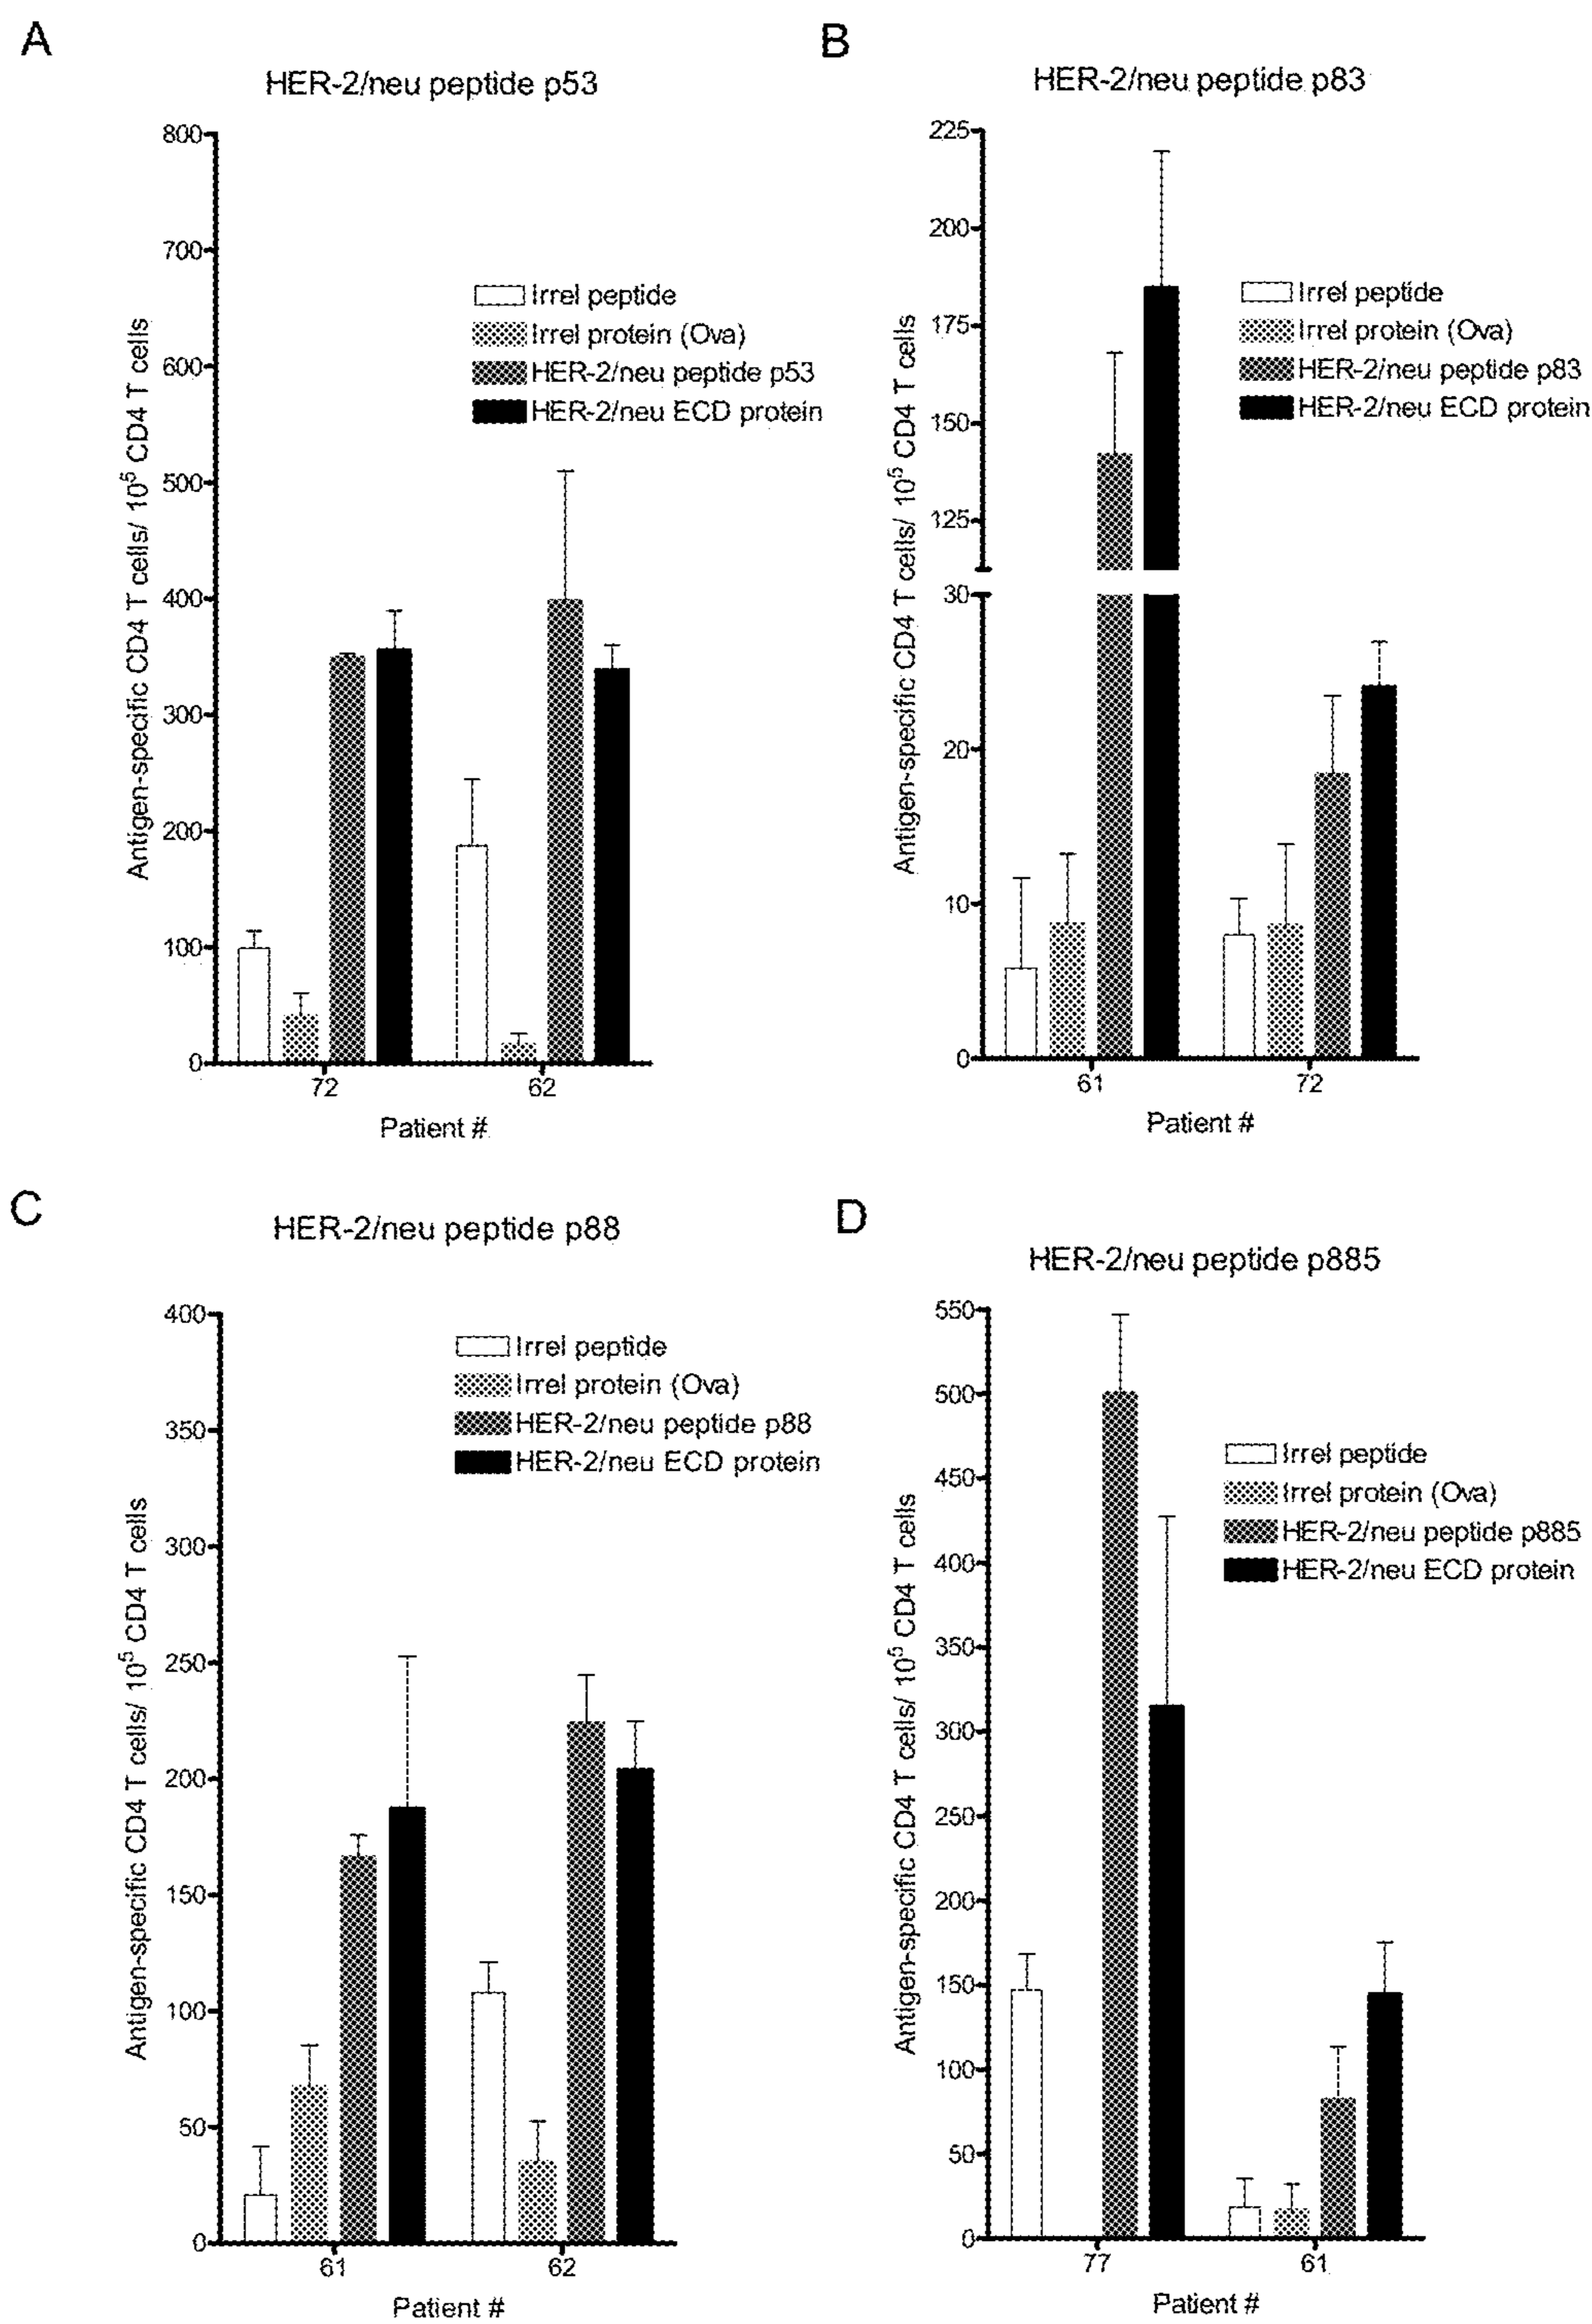 A
HER-2/neu peptide p53
800
700
600
500
400
300
200
100
0
Antigen-specific CD4 T cells/ 10⁵ CD4 T cells
Irrel peptide
Irrel protein (Ova)
HER-2/neu peptide p53
HER-2/neu ECD protein
72
62
Patient #
B
HER-2/neu peptide p83
225
200
175
150
125
30
20
10
0
Antigen-specific CD4 T cells/ 10⁵ CD4 T cells
Irrel peptide
Irrel protein (Ova)
HER-2/neu peptide p83
HER-2/neu ECD protein
61
72
Patient #
C
HER-2/neu peptide p88
400
350
300
250
200
150
100
50
0
Antigen-specific CD4 T cells/ 10⁵ CD4 T cells
Irrel peptide
Irrel protein (Ova)
HER-2/neu peptide p88
HER-2/neu ECD protein
61
62
Patient #
D
HER-2/neu peptide p885
550
500
450
400
350
300
250
200
150
100
50
0
Antigen-specific CD4 T cells/ 10⁵ CD4 T cells
Irrel peptide
Irrel protein (Ova)
HER-2/neu peptide p885
HER-2/neu ECD protein
77
61
Patient #